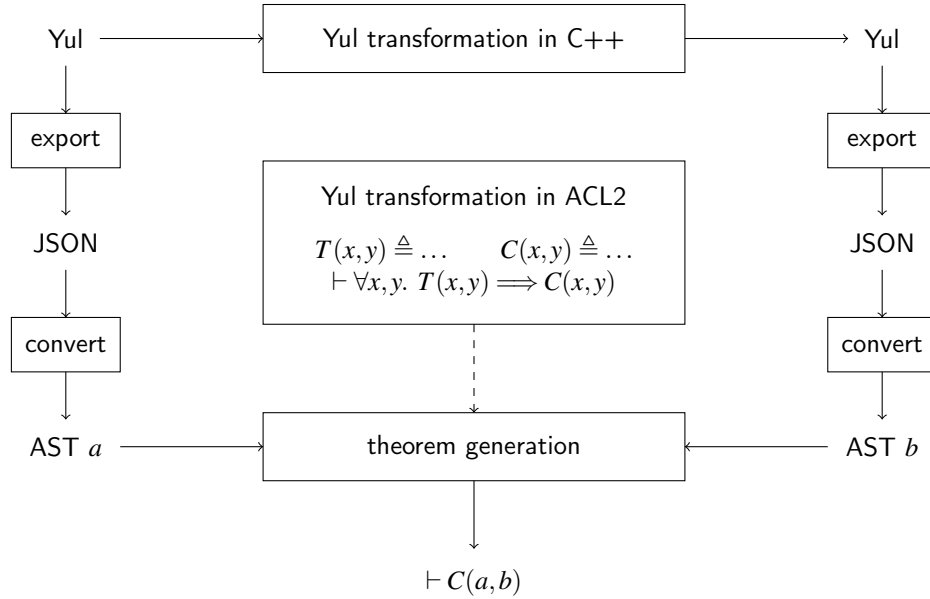 Yul Yul transformation in C++ Yul
export export
Yul transformation in ACL2
JSON JSON
T(x,y) ≜ … C(x,y) ≜ …
⊢ ∀x,y. T(x,y) ⟹ C(x,y)
convert convert
AST a theorem generation AST b
⊢ C(a,b)